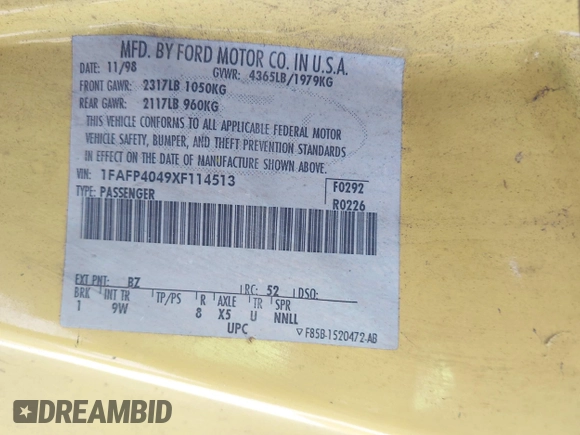 MFD. BY FORD MOTOR CO. IN U.S.A.
DATE: 11/98 GVWR: 4365LB/1979KG
FRONT GAWR: 2317LB 1050KG
REAR GAWR: 2117LB 960KG
THIS VEHICLE CONFORMS TO ALL APPLICABLE FEDERAL MOTOR
VEHICLE SAFETY, BUMPER, AND THEFT PREVENTION STANDARDS
IN EFFECT ON THE DATE OF MANUFACTURE SHOWN ABOVE.
VIN: 1FAFP4049XF114513 F0292
TYPE: PASSENGER R0226
EXT PNT: BZ RC: 52 DSO:
BRK INT TR TP/PS R AXLE TR SPR
1 9W 8 X5 U NNLL
UPC ▽ F85B-1520472-AB
DREAMBID